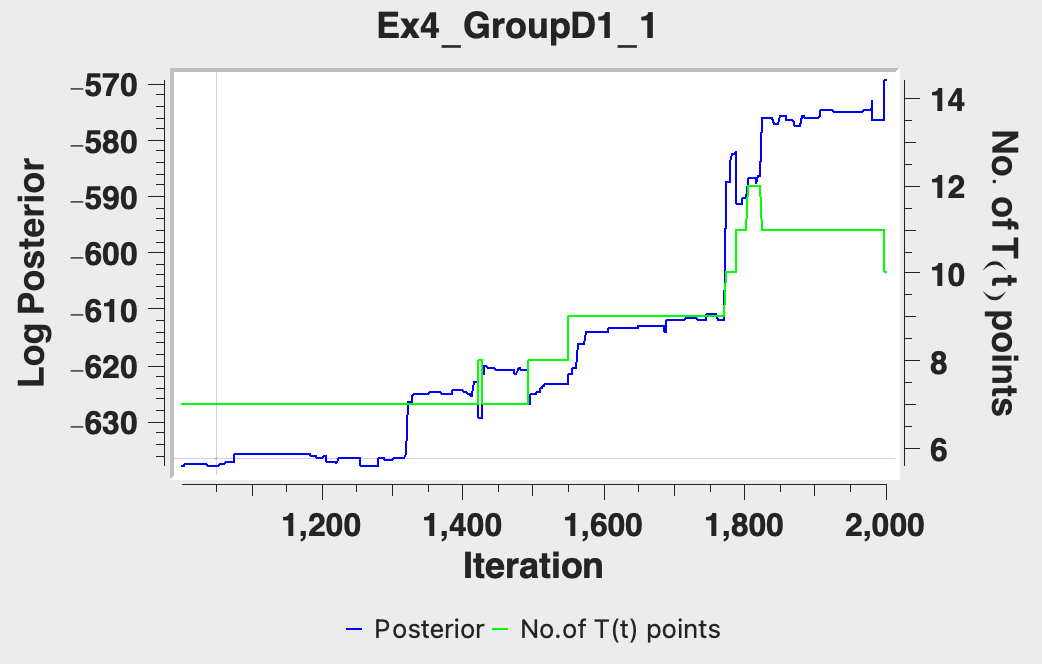 Ex4_GroupD1_1
−570
−580
−590
−600
−610
−620
−630
Log Posterior
14
12
10
8
6
No. of T(t) points
1,200
1,400
1,600
1,800
2,000
Iteration
Posterior
No.of T(t) points